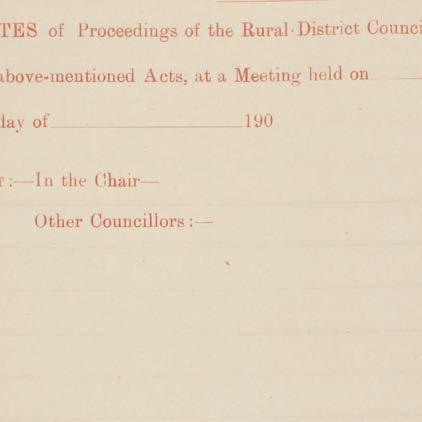 TES of Proceedings of the Rural District Counci
above-mentioned Acts, at a Meeting held on
day of 190
:—In the Chair—
Other Councillors:—